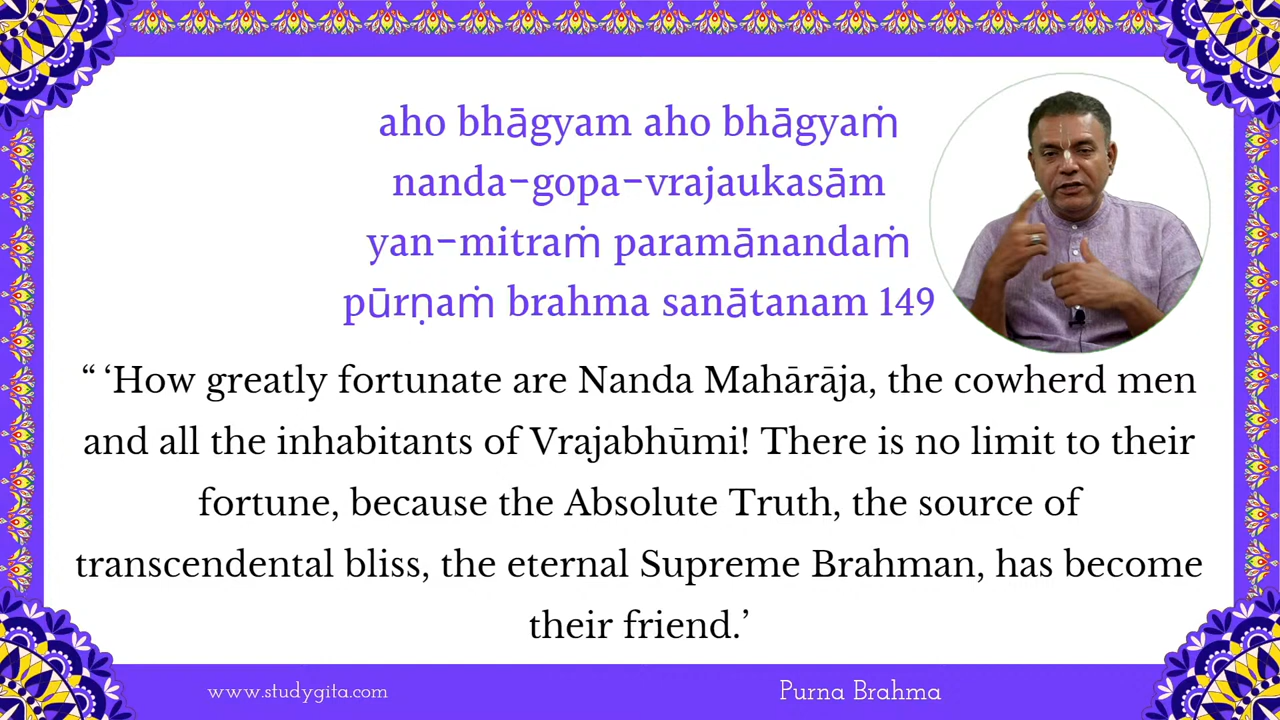 aho bhāgyam aho bhāgyaṁ
nanda-gopa-vrajaukasām
yan-mitraṁ paramānandaṁ
pūrṇaṁ brahma sanātanam 149
“ ‘How greatly fortunate are Nanda Mahārāja, the cowherd men
and all the inhabitants of Vrajabhūmi! There is no limit to their
fortune, because the Absolute Truth, the source of
transcendental bliss, the eternal Supreme Brahman, has become
their friend.’
www.studygita.com
Purna Brahma